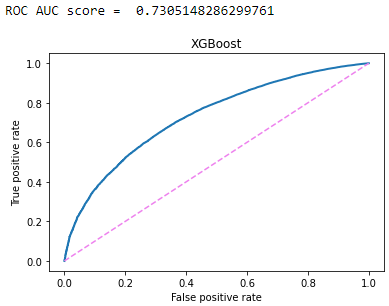 ROC AUC score =  0.7305148286299761
XGBoost
1.0
0.8
0.6
0.4
0.2
0.0
True positive rate
0.0 0.2 0.4 0.6 0.8 1.0
False positive rate